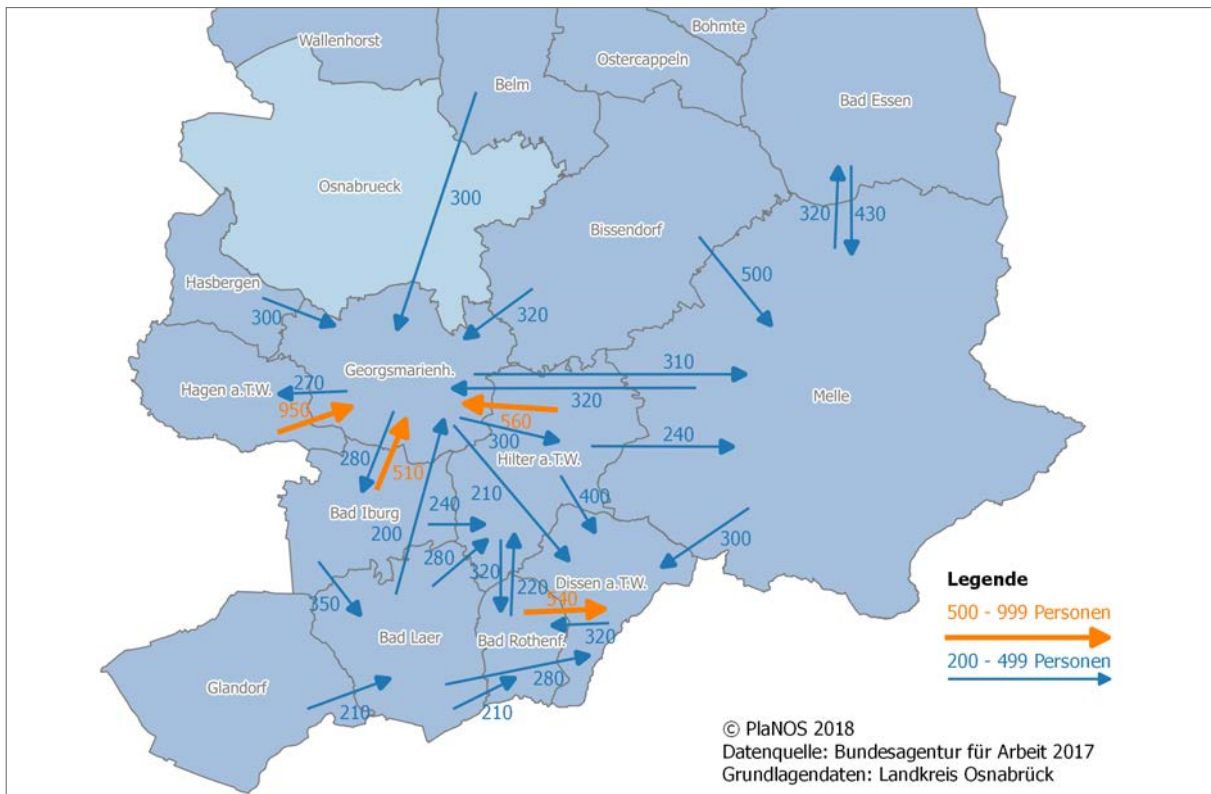 Bohmte
Wallenhorst
Ostercappeln
Belm
Bad Essen
Osnabrueck
300
320
430
Bissendorf
500
Hasbergen
300
320
310
Georgsmarienh.
270
Hagen a.T.W.
320
Melle
950
560
300
240
280
510
Hilter a.T.W.
210
400
Bad Iburg
240
200
300
280
320
Dissen a.T.W.
220
350
540
Bad Laer
Bad Rothenf.
320
280
Glandorf
210
210
Legende
500 - 999 Personen
200 - 499 Personen
© PlaNOS 2018
Datenquelle: Bundesagentur für Arbeit 2017
Grundlagendaten: Landkreis Osnabrück